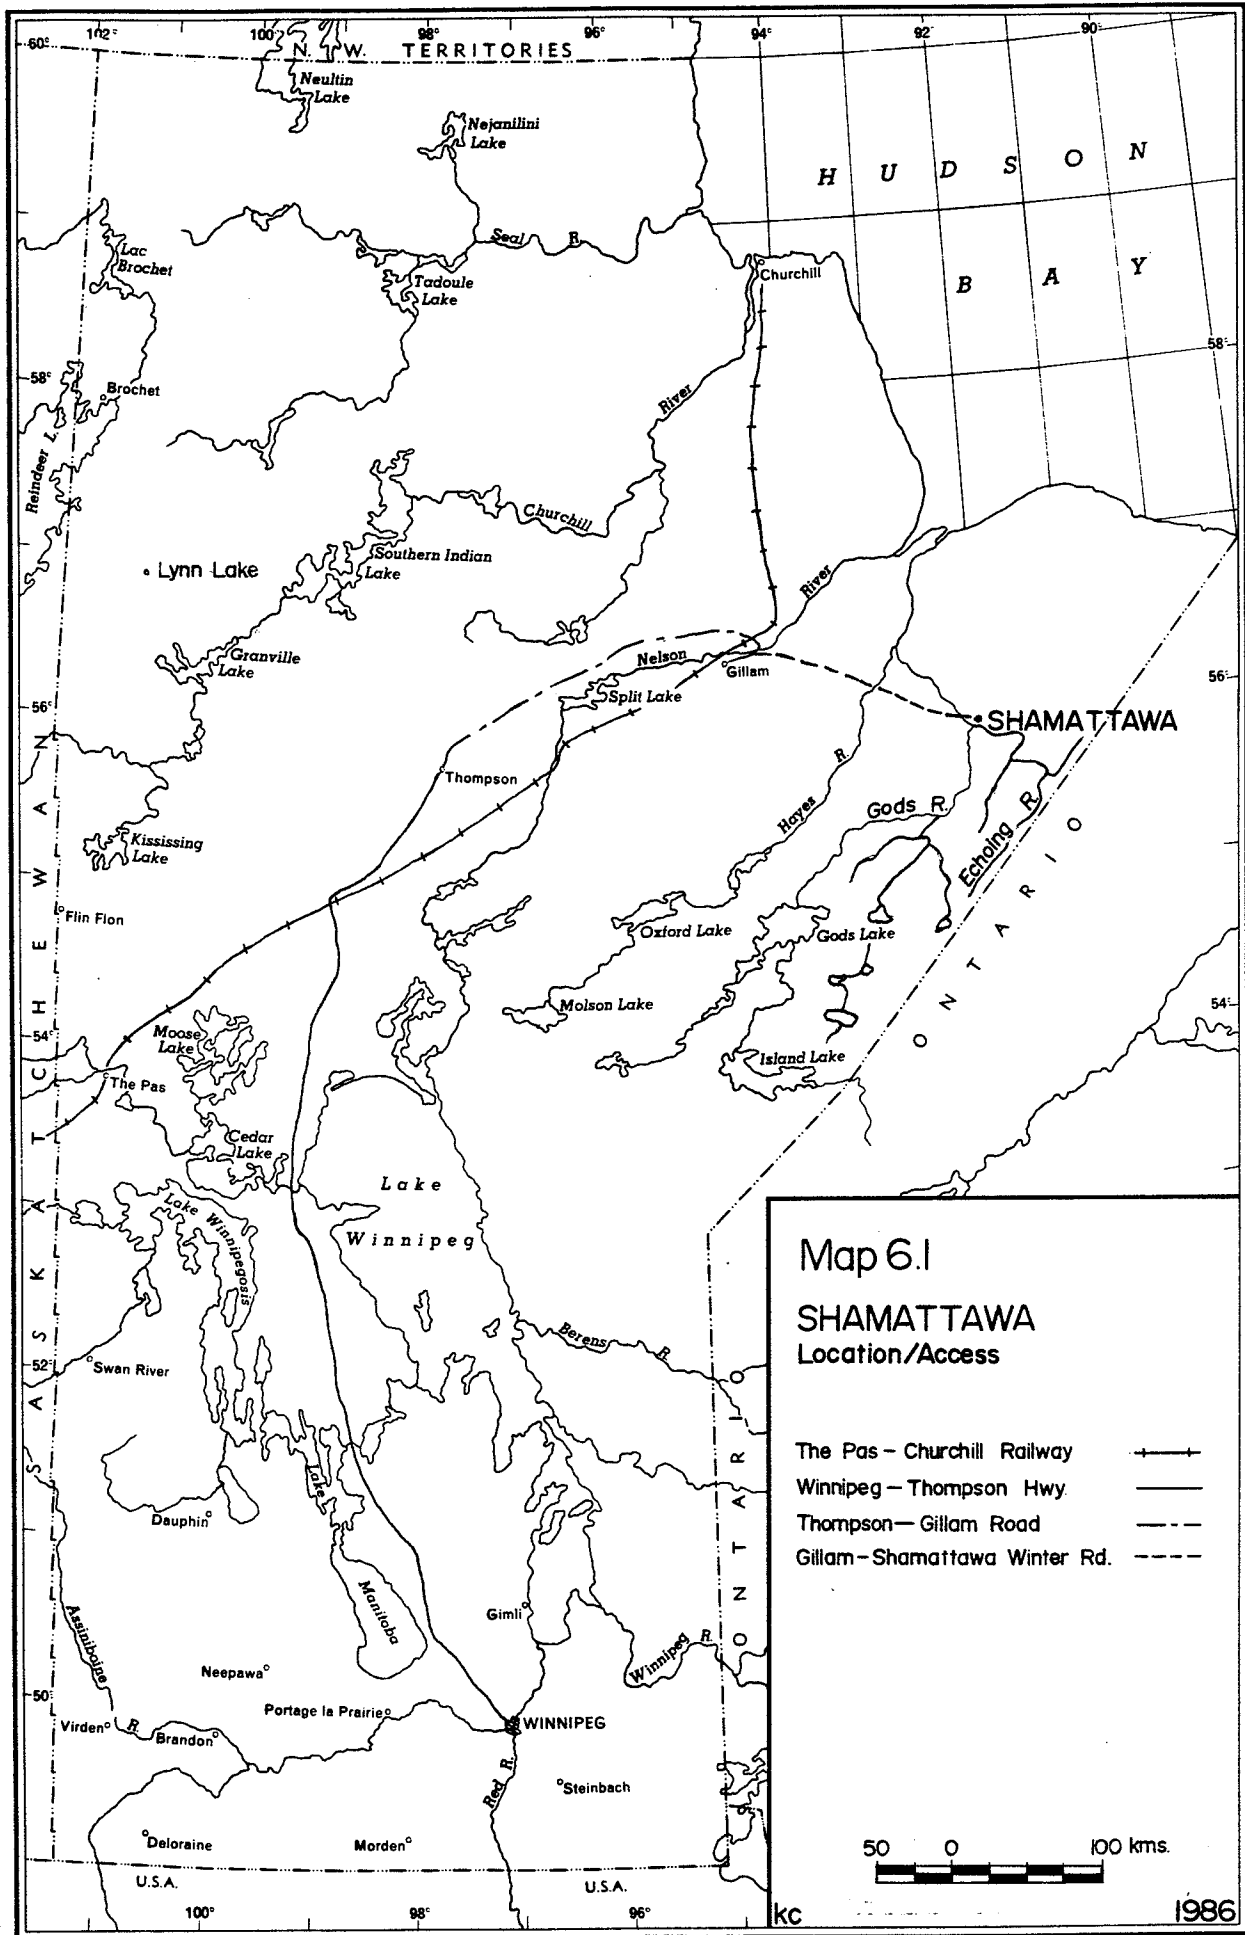 102° 100° 98° 96° 94° 92° 90°
60°
N. W. TERRITORIES
Neultin
Lake
Nejanilini
Lake
HUDSON
BAY
Seal R.
Lac
Brochet
Tadoule
Lake
Churchill
58°
58°
Brochet
River
Reindeer L.
Churchill
Southern Indian
Lake
Lynn Lake
River
Granville
Lake
Nelson
Gillam
Split Lake
56°
56°
SHAMATTAWA
Thompson
Hayes R.
Gods R.
Echoing R.
Kississing
Lake
Flin Flon
Oxford Lake
Gods Lake
Molson Lake
Island Lake
ONTARIO
54°
54°
Moose
Lake
The Pas
Cedar
Lake
SASKATCHEWAN
Lake
Winnipeg
Lake Winnipegosis
Berens R.
52°
Swan River
Lake
Manitoba
Dauphin
ONTARIO
Gimli
Assiniboine
R.
Winnipeg R.
Neepawa
50°
Portage la Prairie
Virden
Brandon
WINNIPEG
Red R.
Steinbach
Deloraine
Morden
U.S.A.
U.S.A.
100° 98° 96°
Map 6.1
SHAMATTAWA
Location/Access
The Pas – Churchill Railway
Winnipeg – Thompson Hwy.
Thompson — Gillam Road
Gillam – Shamattawa Winter Rd.
50 0 100 kms.
kc
1986